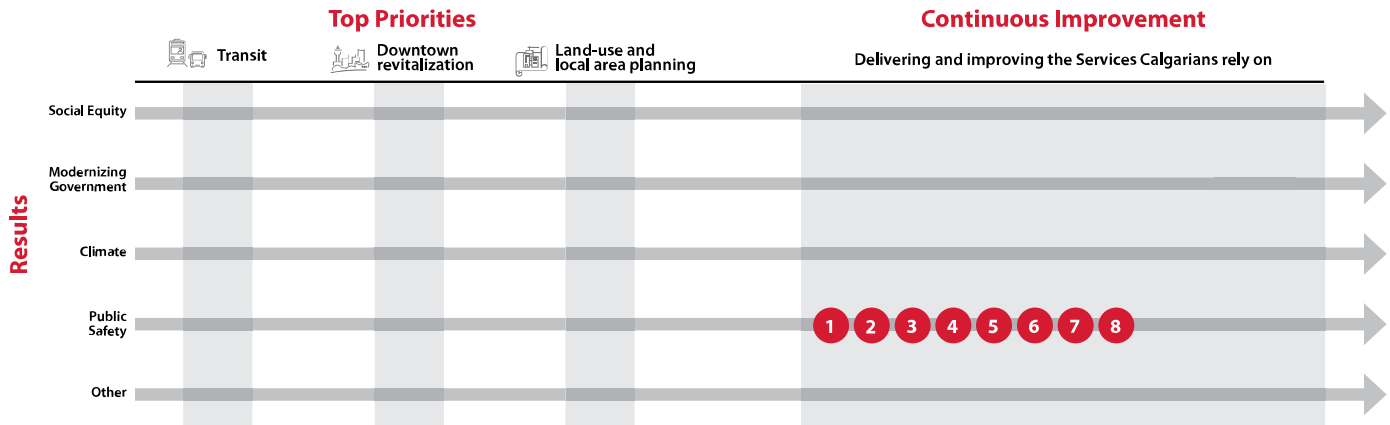 Top Priorities
Continuous Improvement
Transit
Downtown
revitalization
Land-use and
local area planning
Delivering and improving the Services Calgarians rely on
Results
Social Equity
Modernizing
Government
Climate
Public
Safety
1 2 3 4 5 6 7 8
Other